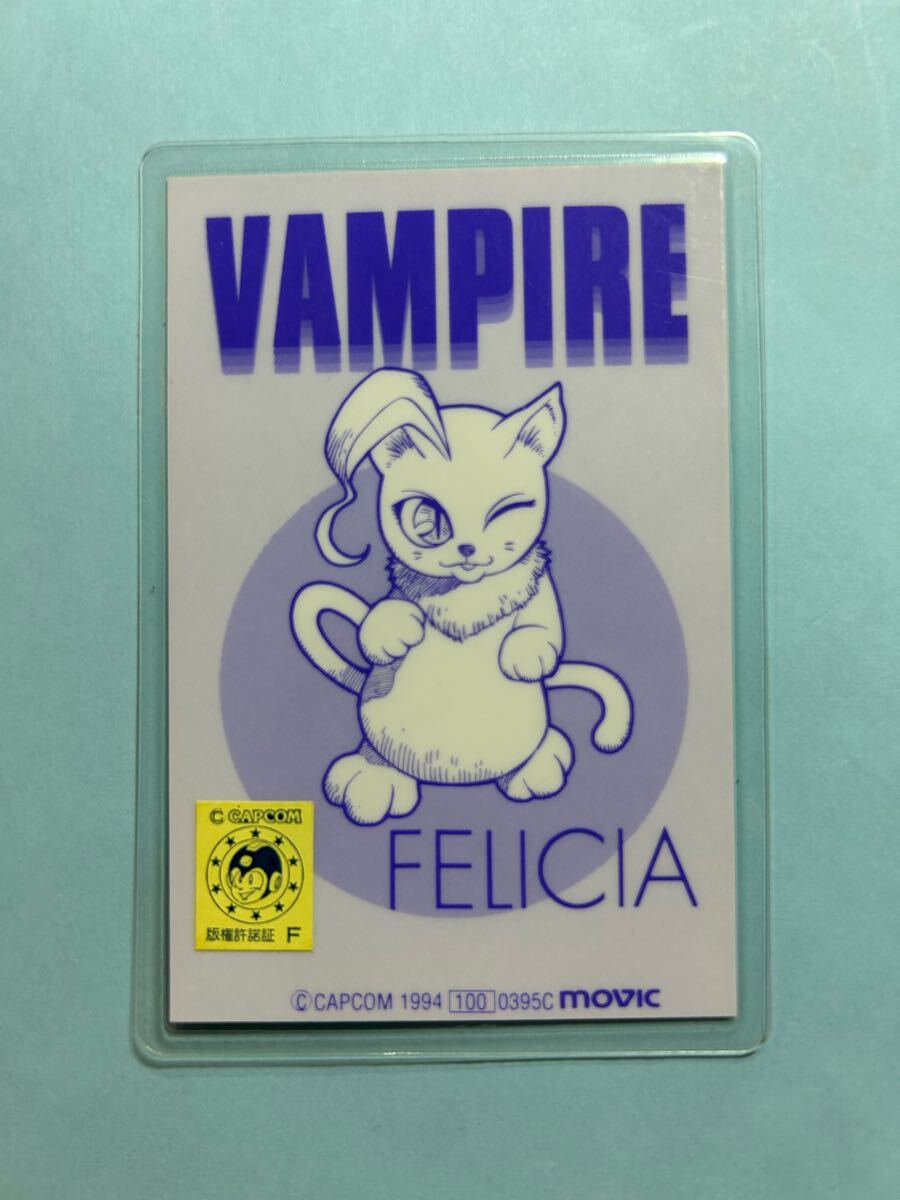 VAMPIRE
FELICIA
© CAPCOM
版権許諾証 F
©CAPCOM 1994 100 0395C movic